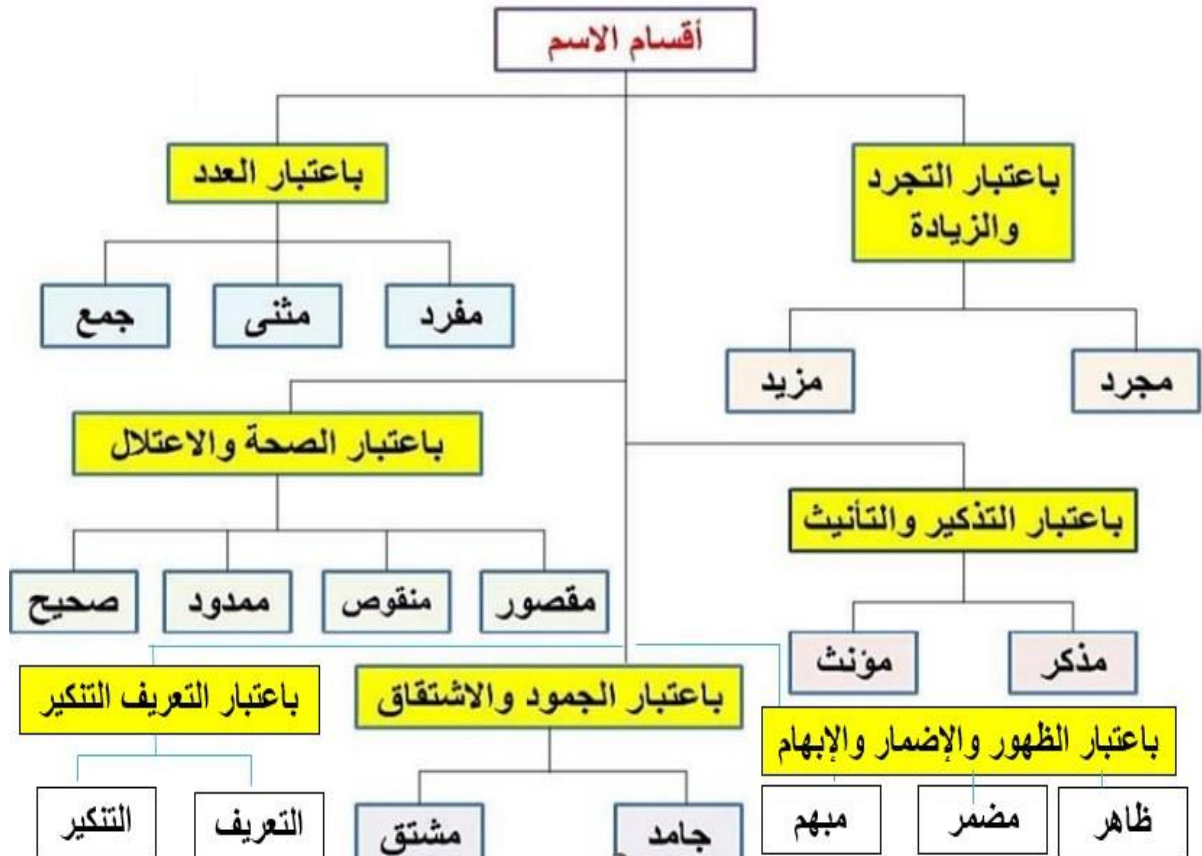 أقسام الاسم
باعتبار التجرد
والزيادة
مجرد
مزيد
باعتبار العدد
مفرد
مثنى
جمع
باعتبار التذكير والتأنيث
مذكر
مؤنث
باعتبار الصحة والاعتلال
مقصور
منقوص
ممدود
صحيح
باعتبار الظهور والإضمار والإبهام
ظاهر
مضمر
مبهم
باعتبار الجمود والاشتقاق
جامد
مشتق
باعتبار التعريف التنكير
التعريف
التنكير